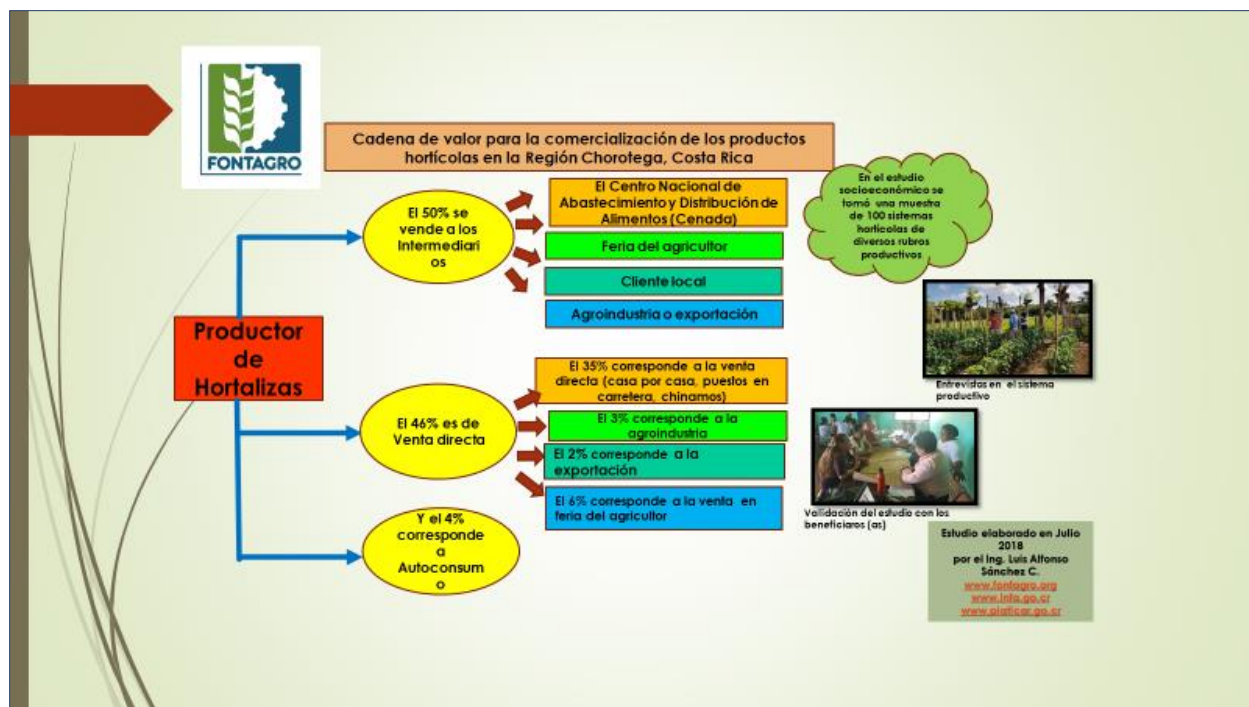 FONTAGRO
Cadena de valor para la comercialización de los productos
hortícolas en la Región Chorotega, Costa Rica
En el estudio
socioeconómico se
tomó una muestra
de 100 sistemas
hortícolas de
diversos rubros
productivos
El 50% se
vende a los
Intermediari
os
El Centro Nacional de
Abastecimiento y Distribución de
Alimentos (Cenada)
Feria del agricultor
Cliente local
Agroindustria o exportación
Productor
de
Hortalizas
El 46% es de
Venta directa
El 35% corresponde a la venta
directa (casa por casa, puestos en
carretera, chinamos)
El 3% corresponde a la
agroindustria
El 2% corresponde a la
exportación
El 6% corresponde a la venta en
feria del agricultor
Y el 4%
corresponde
a
Autoconsum
o
Entrevistas en el sistema
productivo
Validación del estudio con los
beneficiaros (as)
Estudio elaborado en Julio
2018
por el Ing. Luis Alfonso
Sánchez C.
www.fontagro.org
www.inta.go.cr
www.platicar.go.cr